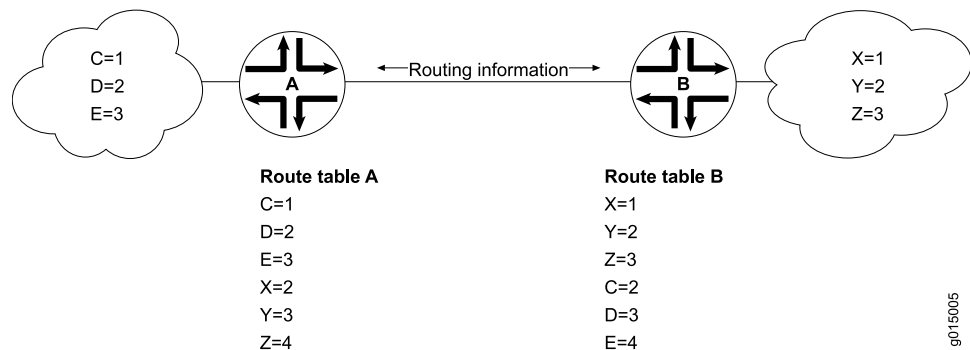 C=1
D=2
E=3
A
Routing information
B
X=1
Y=2
Z=3
Route table A
C=1
D=2
E=3
X=2
Y=3
Z=4
Route table B
X=1
Y=2
Z=3
C=2
D=3
E=4
g015005